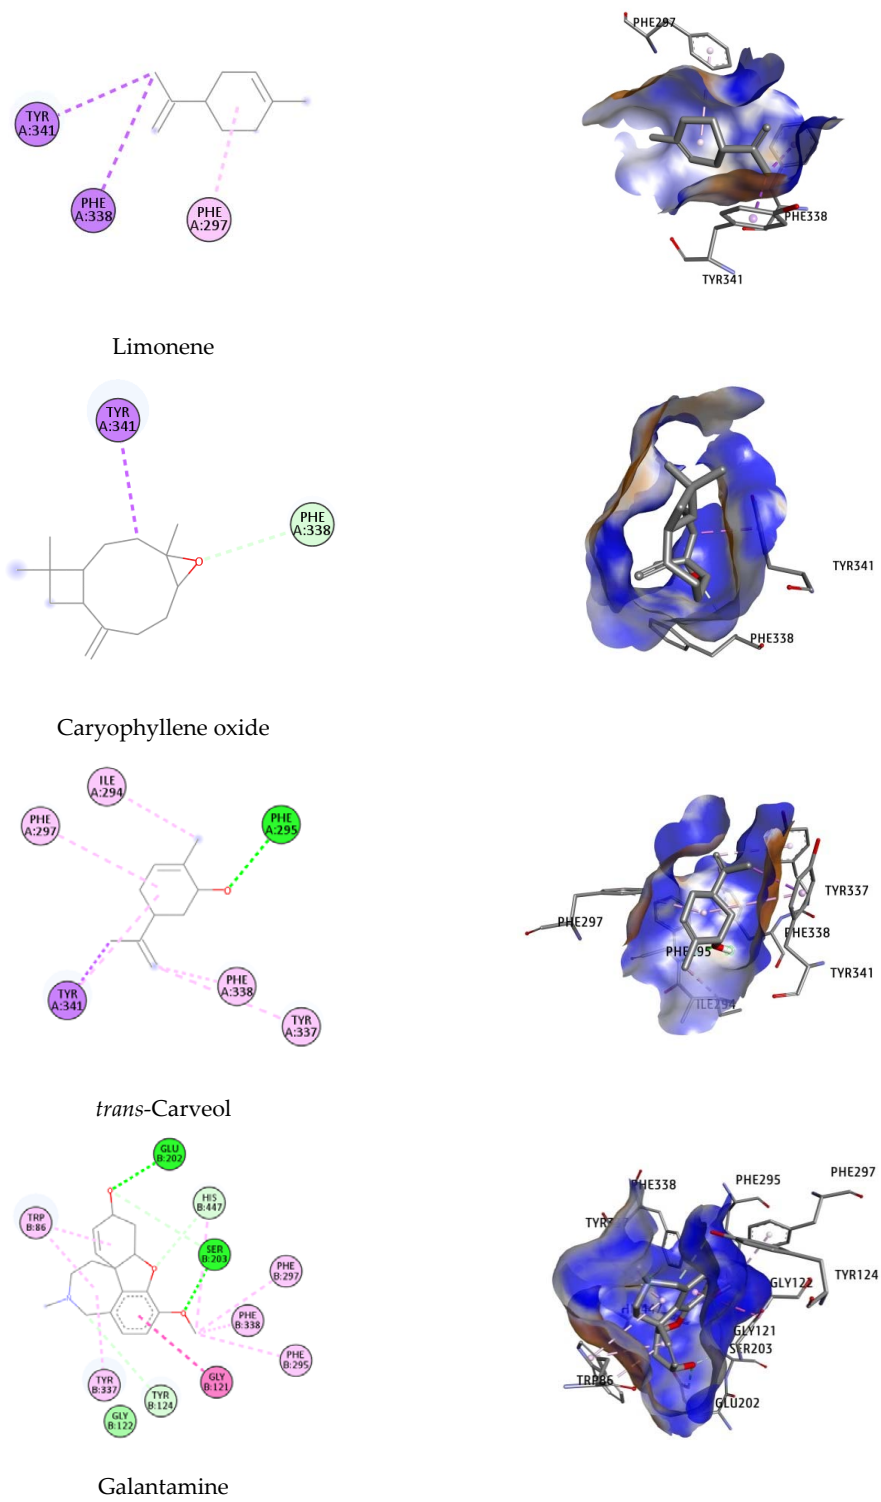 TYR
A:341
PHE
A:338
PHE
A:297
PHE297
PHE338
TYR341
Limonene
TYR
A:341
PHE
A:338
TYR341
PHE338
Caryophyllene oxide
ILE
A:294
PHE
A:297
PHE
A:295
O
TYR
A:341
PHE
A:338
TYR
A:337
TYR337
PHE297
PHE338
TYR341
ILE294
trans-Carveol
GLU
B:202
TRP
B:86
HIS
B:447
SER
B:203
PHE
B:297
PHE
B:338
PHE
B:295
GLY
B:121
TYR
B:337
TYR
B:124
GLY
B:122
PHE338
PHE295
PHE297
TYR124
GLY122
GLY121
SER203
TRP86
GLU202
Galantamine